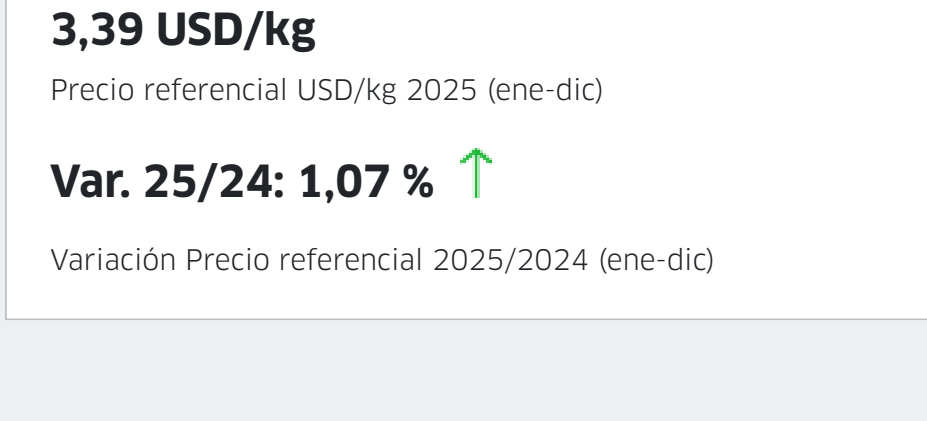 3,39 USD/kg
Precio referencial USD/kg 2025 (ene-dic)
Var. 25/24: 1,07 %
Variación Precio referencial 2025/2024 (ene-dic)